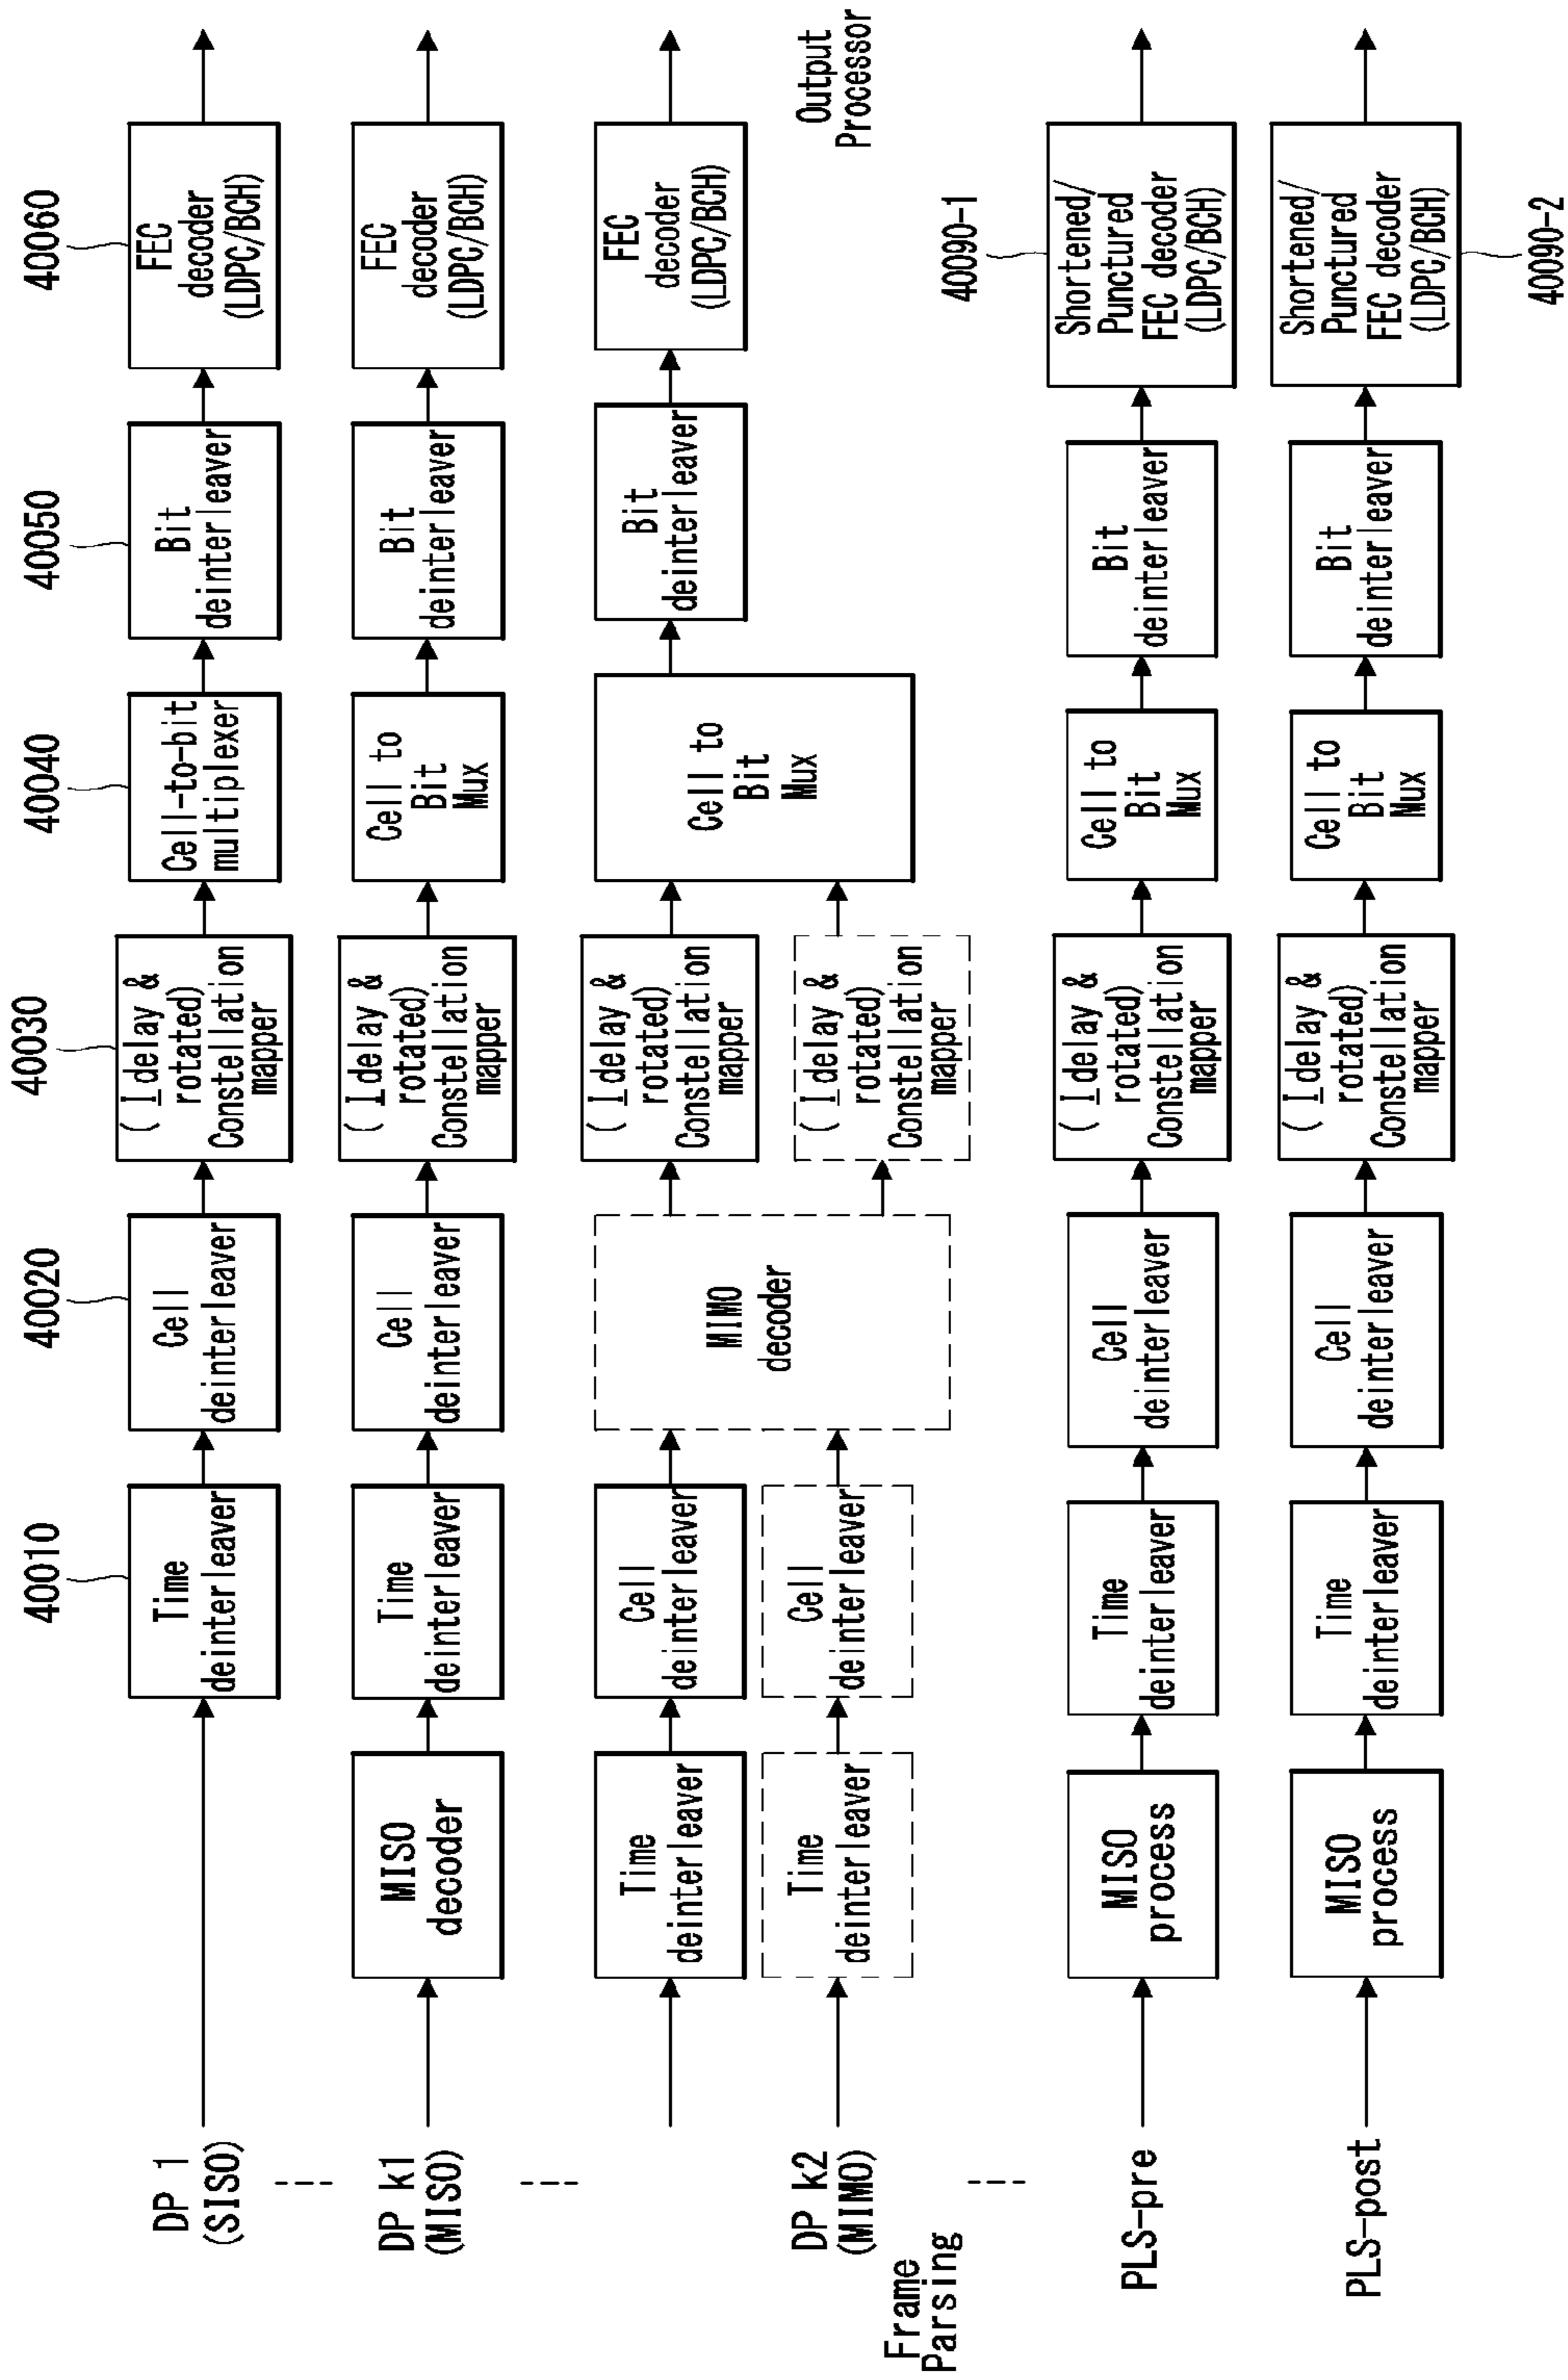 40010
40020
40030
40040
40050
40060
DP 1
(SISO)
Time
deinterleaver
Cell
deinterleaver
(I_delay &
rotated)
Constellation
mapper
Cell-to-bit
multiplexer
Bit
deinterleaver
FEC
decoder
(LDPC/BCH)
DP k1
(MISO)
MISO
decoder
Time
deinterleaver
Cell
deinterleaver
(I_delay &
rotated)
Constellation
mapper
Cell to
Bit
Mux
Bit
deinterleaver
FEC
decoder
(LDPC/BCH)
DP k2
(MIMO)
Time
deinterleaver
Cell
deinterleaver
Time
deinterleaver
Cell
deinterleaver
MIMO
decoder
(I_delay &
rotated)
Constellation
mapper
(I_delay &
rotated)
Constellation
mapper
Cell to
Bit
Mux
Bit
deinterleaver
FEC
decoder
(LDPC/BCH)
Frame
Parsing
Output
Processor
PLS-pre
MISO
process
Time
deinterleaver
Cell
deinterleaver
(I_delay &
rotated)
Constellation
mapper
Cell to
Bit
Mux
Bit
deinterleaver
Shortened/
Punctured
FEC decoder
(LDPC/BCH)
40090-1
PLS-post
MISO
process
Time
deinterleaver
Cell
deinterleaver
(I_delay &
rotated)
Constellation
mapper
Cell to
Bit
Mux
Bit
deinterleaver
Shortened/
Punctured
FEC decoder
(LDPC/BCH)
40090-2